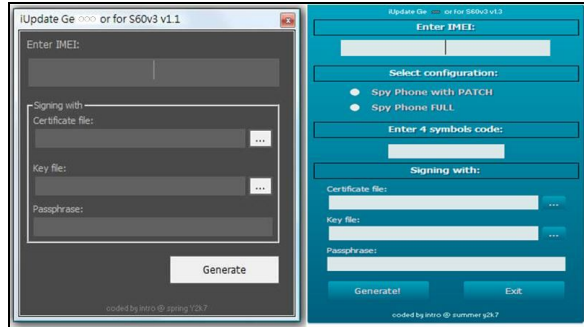 iUpdate Ge ○○○ or for S60v3 v1.1
Enter IMEI:
Signing with
Certificate file:
...
Key file:
...
Passphrase:
Generate
coded by intro @ spring Y2k7
iUpdate Ge or for S60v3 v1.3
Enter IMEI:
Select configuration:
Spy Phone with PATCH
Spy Phone FULL
Enter 4 symbols code:
Signing with:
Certificate file:
...
Key file:
...
Passphrase:
Generate! Exit
coded by intro @ summer y2k7